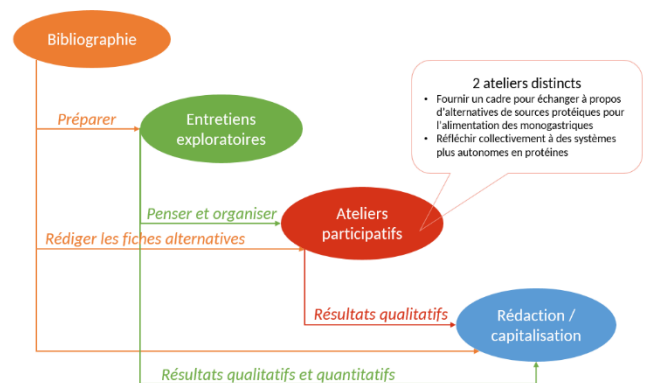 Bibliographie
2 ateliers distincts
• Fournir un cadre pour échanger à propos
d'alternatives de sources protéiques pour
l'alimentation des monogastriques
• Réfléchir collectivement à des systèmes
plus autonomes en protéines
Préparer
Entretiens
exploratoires
Penser et organiser
Ateliers
participatifs
Rédiger les fiches alternatives
Résultats qualitatifs
Rédaction /
capitalisation
Résultats qualitatifs et quantitatifs